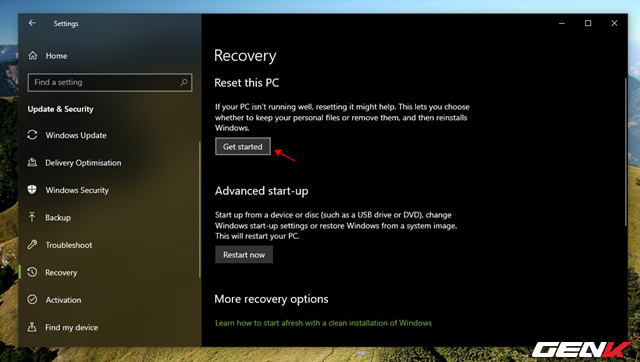 Settings
Home
Find a setting
Update & Security
Windows Update
Delivery Optimisation
Windows Security
Backup
Troubleshoot
Recovery
Activation
Find my device
Recovery
Reset this PC
If your PC isn't running well, resetting it might help. This lets you choose
whether to keep your personal files or remove them, and then reinstalls
Windows.
Get started
Advanced start-up
Start up from a device or disc (such as a USB drive or DVD), change
Windows start-up settings or restore Windows from a system image.
This will restart your PC.
Restart now
More recovery options
Learn how to start afresh with a clean installation of Windows
GENK